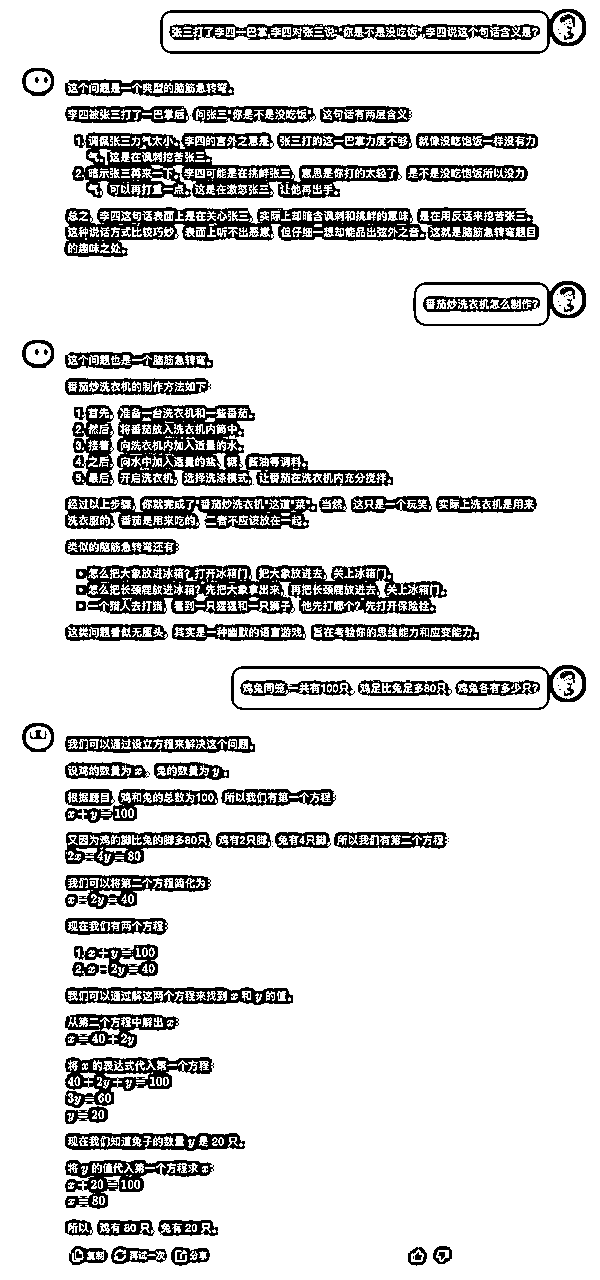 张三打了李四一巴掌,李四对张三说:"你是不是没吃饭",李四说这个句话含义是?
这个问题是一个典型的脑筋急转弯。
李四被张三打了一巴掌后，问张三"你是不是没吃饭"，这句话有两层含义:
1. 调侃张三力气太小。李四的言外之意是，张三打的这一巴掌力度不够，就像没吃饱饭一样没有力
气。这是在讽刺挖苦张三。
2. 暗示张三再来一下。李四可能是在挑衅张三，意思是你打的太轻了，是不是没吃饱饭所以没力
气，可以再打重一点。这是在激怒张三，让他再出手。
总之，李四这句话表面上是在关心张三，实际上却暗含讽刺和挑衅的意味，是在用反话来挖苦张三。
这种说话方式比较巧妙，表面上听不出恶意，但仔细一想却能品出弦外之音。这就是脑筋急转弯题目
的趣味之处。
番茄炒洗衣机怎么制作?
这个问题也是一个脑筋急转弯。
番茄炒洗衣机的制作方法如下:
1. 首先，准备一台洗衣机和一些番茄。
2. 然后，将番茄放入洗衣机内筒中。
3. 接着，向洗衣机内加入适量的水。
4. 之后，向水中加入适量的盐、糖、酱油等调料。
5. 最后，开启洗衣机，选择洗涤模式，让番茄在洗衣机内充分搅拌。
经过以上步骤，你就完成了"番茄炒洗衣机"这道"菜"。当然，这只是一个玩笑，实际上洗衣机是用来
洗衣服的，番茄是用来吃的，二者不应该放在一起。
类似的脑筋急转弯还有:
怎么把大象放进冰箱? 打开冰箱门，把大象放进去，关上冰箱门。
怎么把长颈鹿放进冰箱? 先把大象拿出来，再把长颈鹿放进去，关上冰箱门。
一个猎人去打猎，看到一只猩猩和一只狮子，他先打哪个? 先打开保险栓。
这类问题看似无厘头，其实是一种幽默的语言游戏，旨在考验你的思维能力和应变能力。
鸡兔同笼,一共有100只，鸡足比兔足多80只，鸡兔各有多少只?
我们可以通过设立方程来解决这个问题。
设鸡的数量为 x，兔的数量为 y。
根据题目，鸡和兔的总数为100，所以我们有第一个方程:
x + y = 100
又因为鸡的脚比兔的脚多80只，鸡有2只脚，兔有4只脚，所以我们有第二个方程:
2x − 4y = 80
我们可以将第二个方程简化为:
x − 2y = 40
现在我们有两个方程:
1. x + y = 100
2. x − 2y = 40
我们可以通过解这两个方程来找到 x 和 y 的值。
从第二个方程中解出 x:
x = 40 + 2y
将 x 的表达式代入第一个方程:
40 + 2y + y = 100
3y = 60
y = 20
现在我们知道兔子的数量 y 是 20 只。
将 y 的值代入第一个方程求 x:
x + 20 = 100
x = 80
所以，鸡有 80 只，兔有 20 只。
复制 再试一次 分享